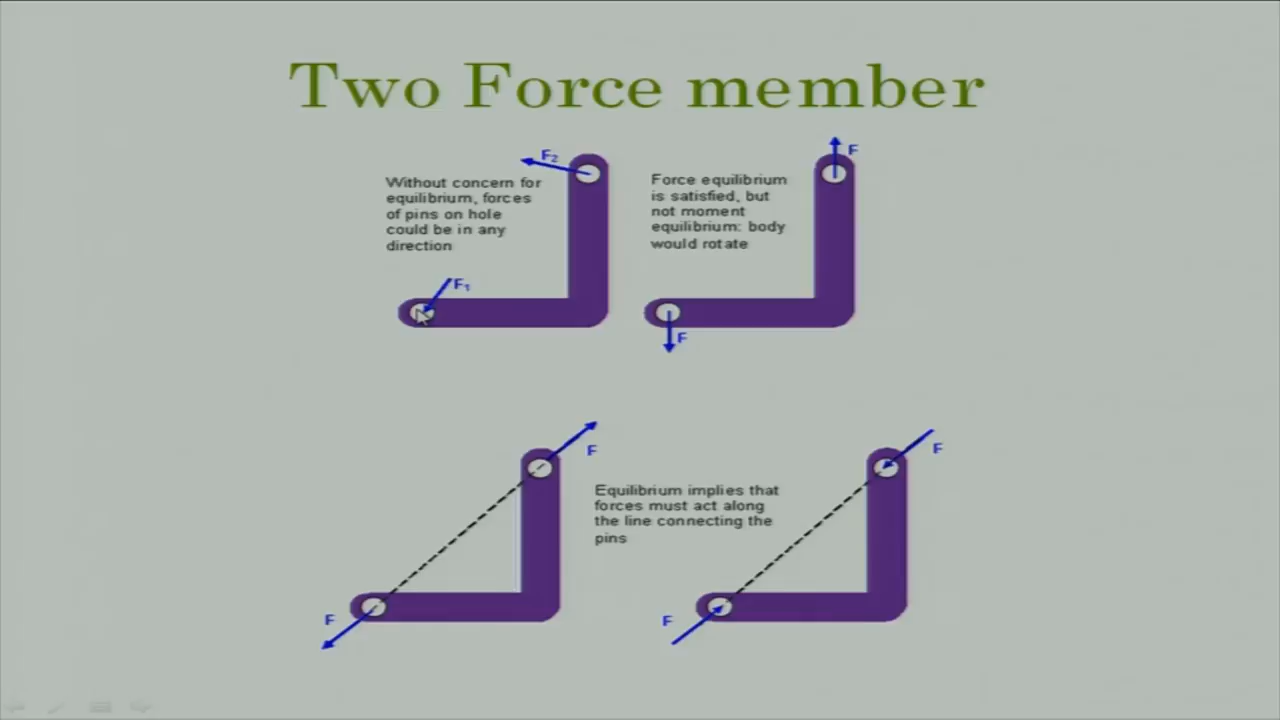 Two Force member
F₂
Without concern for
equilibrium, forces
of pins on hole
could be in any
direction
F₁
F
Force equilibrium
is satisfied, but
not moment
equilibrium: body
would rotate
F
F
F
Equilibrium implies that
forces must act along
the line connecting the
pins
F
F